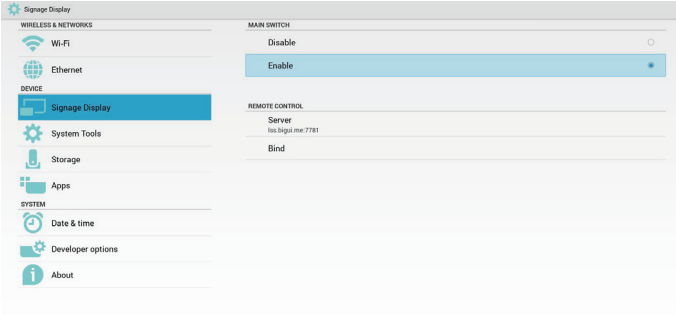 Signage Display
WIRELESS & NETWORKS
Wi-Fi
Ethernet
DEVICE
Signage Display
System Tools
Storage
Apps
SYSTEM
Date & time
Developer options
About
MAIN SWITCH
Disable
Enable
REMOTE CONTROL
Server
lss.bigui.me:7781
Bind